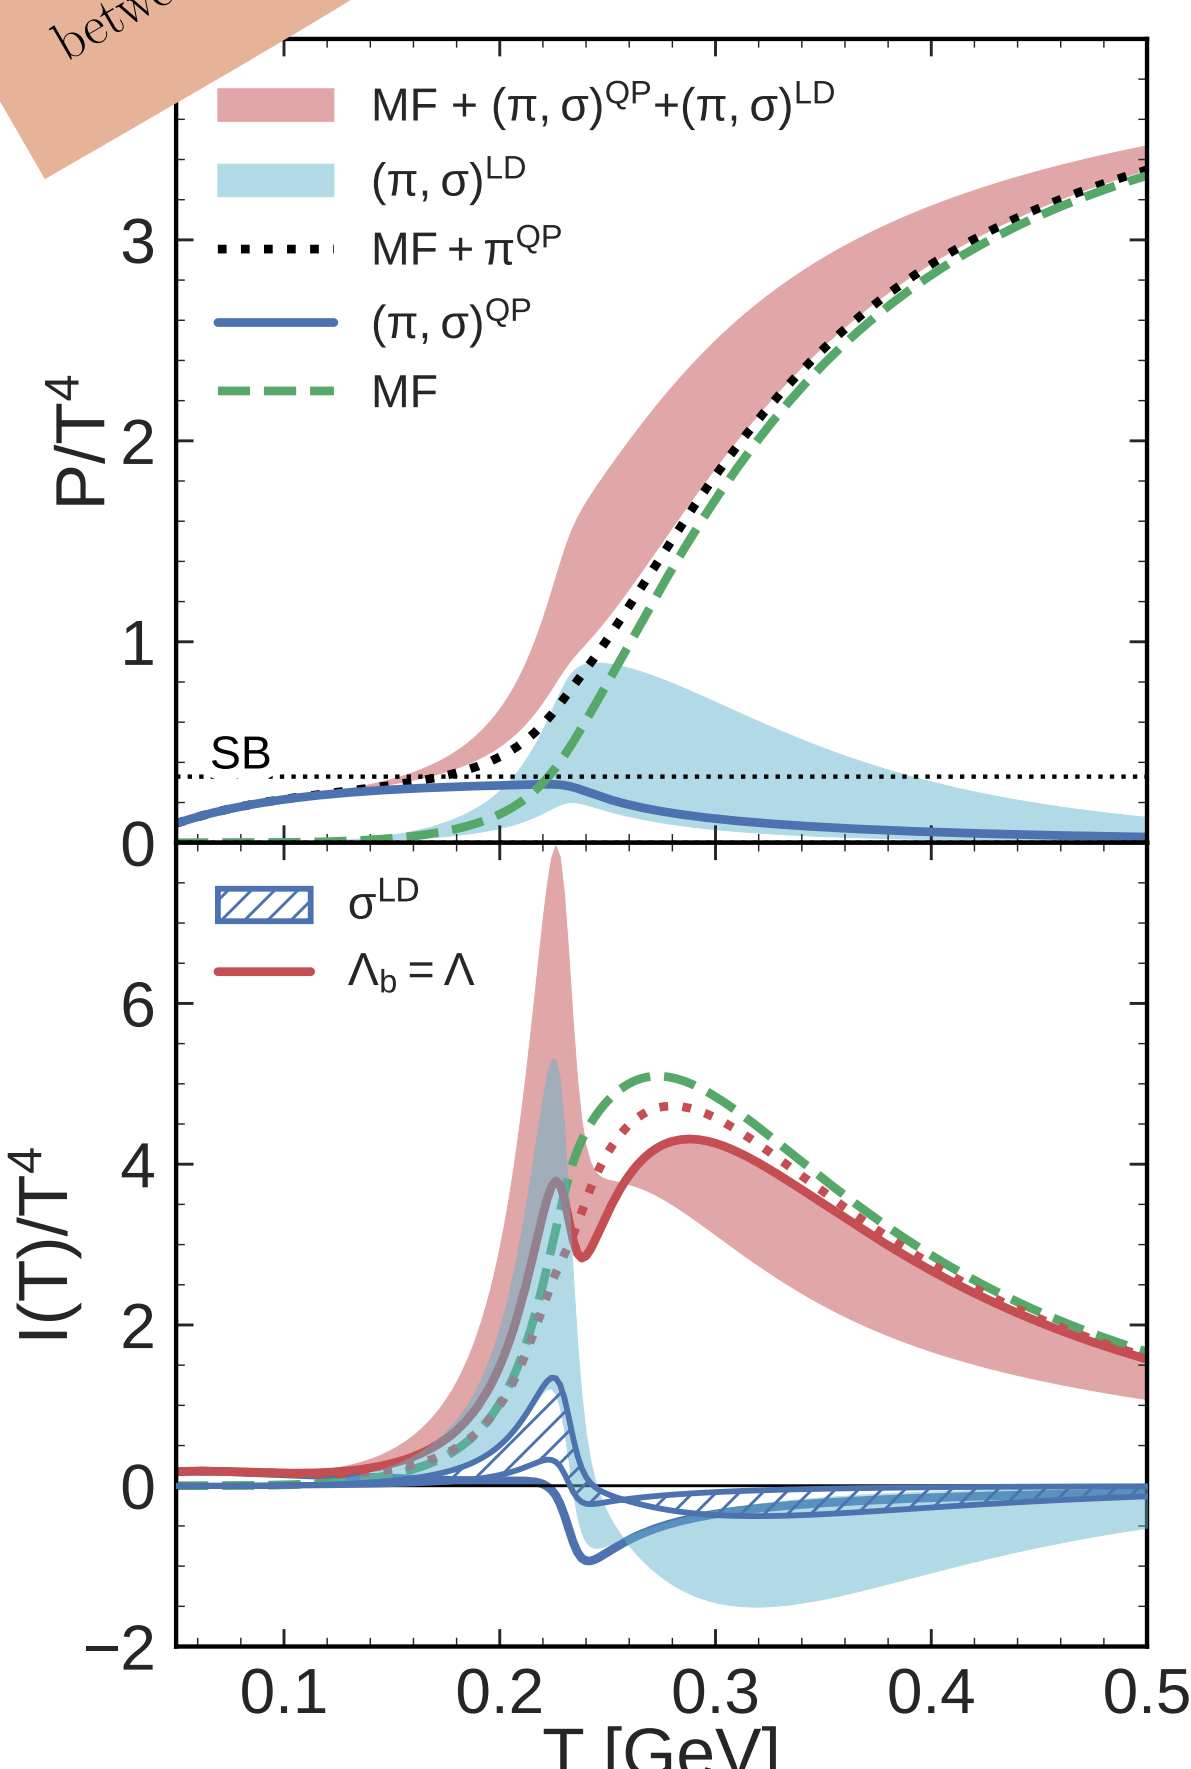 MF + (π, σ)^QP+(π, σ)^LD
(π, σ)^LD
MF + π^QP
(π, σ)^QP
MF
P/T^4
3
2
1
0
SB
σ^LD
Λ_b = Λ
I(T)/T^4
6
4
2
0
−2
0.1 0.2 0.3 0.4 0.5
T [GeV]